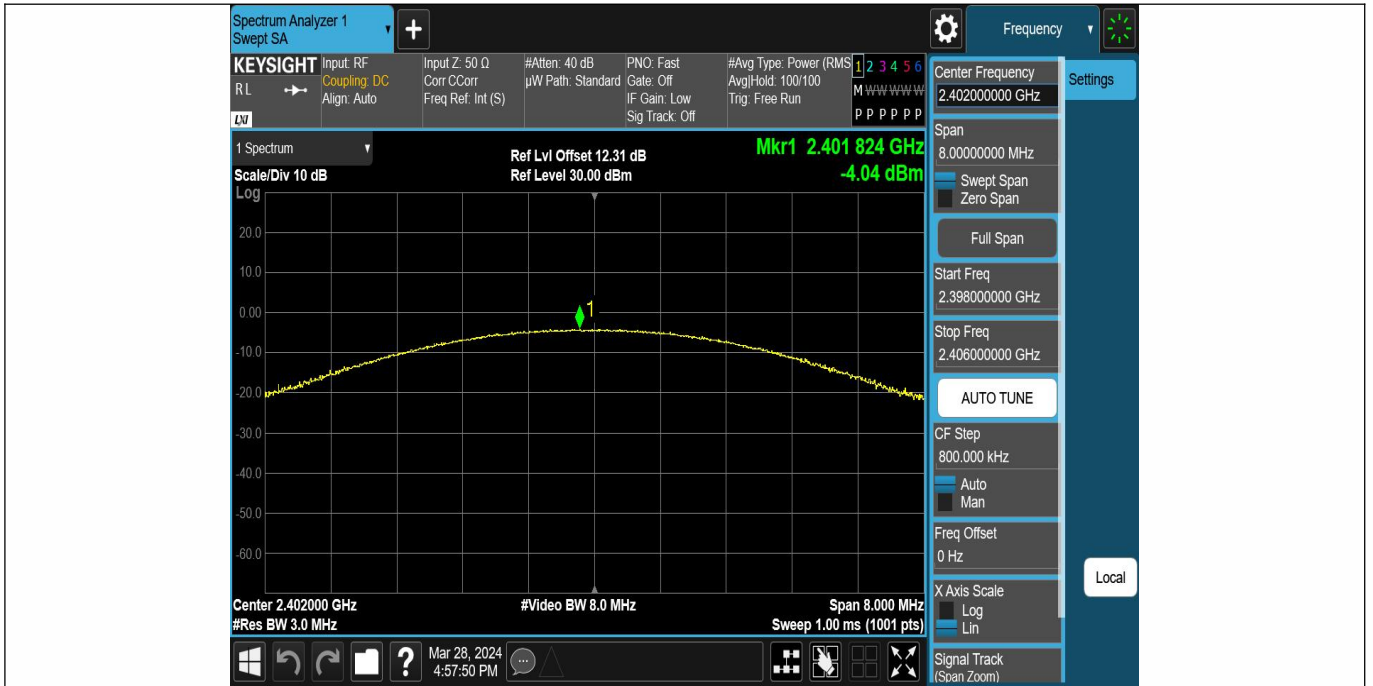 Spectrum Analyzer 1
Swept SA
+
Frequency
KEYSIGHT
RL
LXI
Input: RF
Coupling: DC
Align: Auto
Input Z: 50 Ω
Corr CCorr
Freq Ref: Int (S)
#Atten: 40 dB
µW Path: Standard
PNO: Fast
Gate: Off
IF Gain: Low
Sig Track: Off
#Avg Type: Power (RMS
Avg|Hold: 100/100
Trig: Free Run
1 2 3 4 5 6
M W W W W W
P P P P P P
1 Spectrum
Scale/Div 10 dB
Ref Lvl Offset 12.31 dB
Ref Level 30.00 dBm
Mkr1 2.401 824 GHz
-4.04 dBm
Log
20.0
10.0
0.00
-10.0
-20.0
-30.0
-40.0
-50.0
-60.0
1
Center 2.402000 GHz
#Res BW 3.0 MHz
#Video BW 8.0 MHz
Span 8.000 MHz
Sweep 1.00 ms (1001 pts)
?
Mar 28, 2024
4:57:50 PM
Center Frequency
2.402000000 GHz
Span
8.00000000 MHz
Swept Span
Zero Span
Full Span
Start Freq
2.398000000 GHz
Stop Freq
2.406000000 GHz
AUTO TUNE
CF Step
800.000 kHz
Auto
Man
Freq Offset
0 Hz
X Axis Scale
Log
Lin
Signal Track
(Span Zoom)
Settings
Local